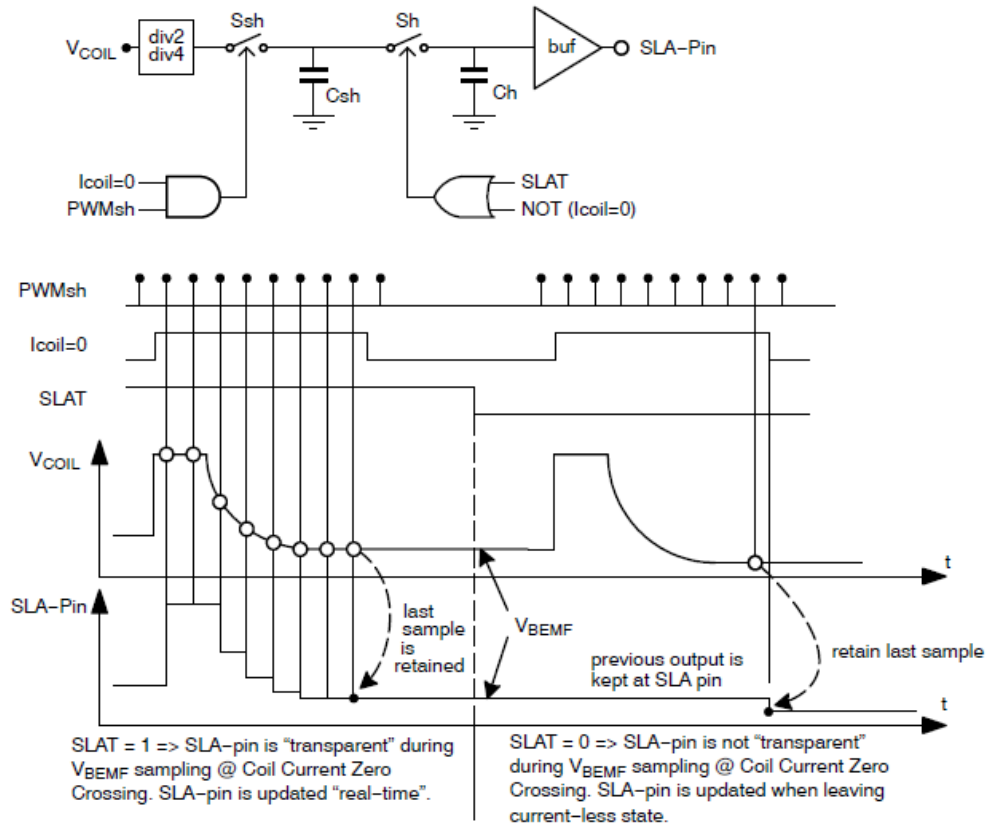 Ssh
Sh
V_COIL
div2
div4
buf
SLA-Pin
Csh
Ch
Icoil=0
PWMsh
SLAT
NOT (Icoil=0)
PWMsh
Icoil=0
SLAT
V_COIL
t
SLA-Pin
last
sample
is
retained
V_BEMF
previous output is
kept at SLA pin
retain last sample
t
SLAT = 1 => SLA-pin is “transparent” during
V_BEMF sampling @ Coil Current Zero
Crossing. SLA-pin is updated “real-time”.
SLAT = 0 => SLA-pin is not “transparent”
during V_BEMF sampling @ Coil Current Zero
Crossing. SLA-pin is updated when leaving
current-less state.